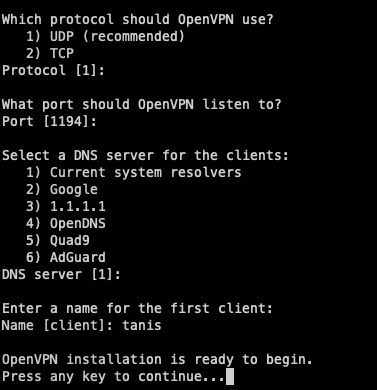 Which protocol should OpenVPN use?
1) UDP (recommended)
2) TCP
Protocol [1]:
What port should OpenVPN listen to?
Port [1194]:
Select a DNS server for the clients:
1) Current system resolvers
2) Google
3) 1.1.1.1
4) OpenDNS
5) Quad9
6) AdGuard
DNS server [1]:
Enter a name for the first client:
Name [client]: tanis
OpenVPN installation is ready to begin.
Press any key to continue...